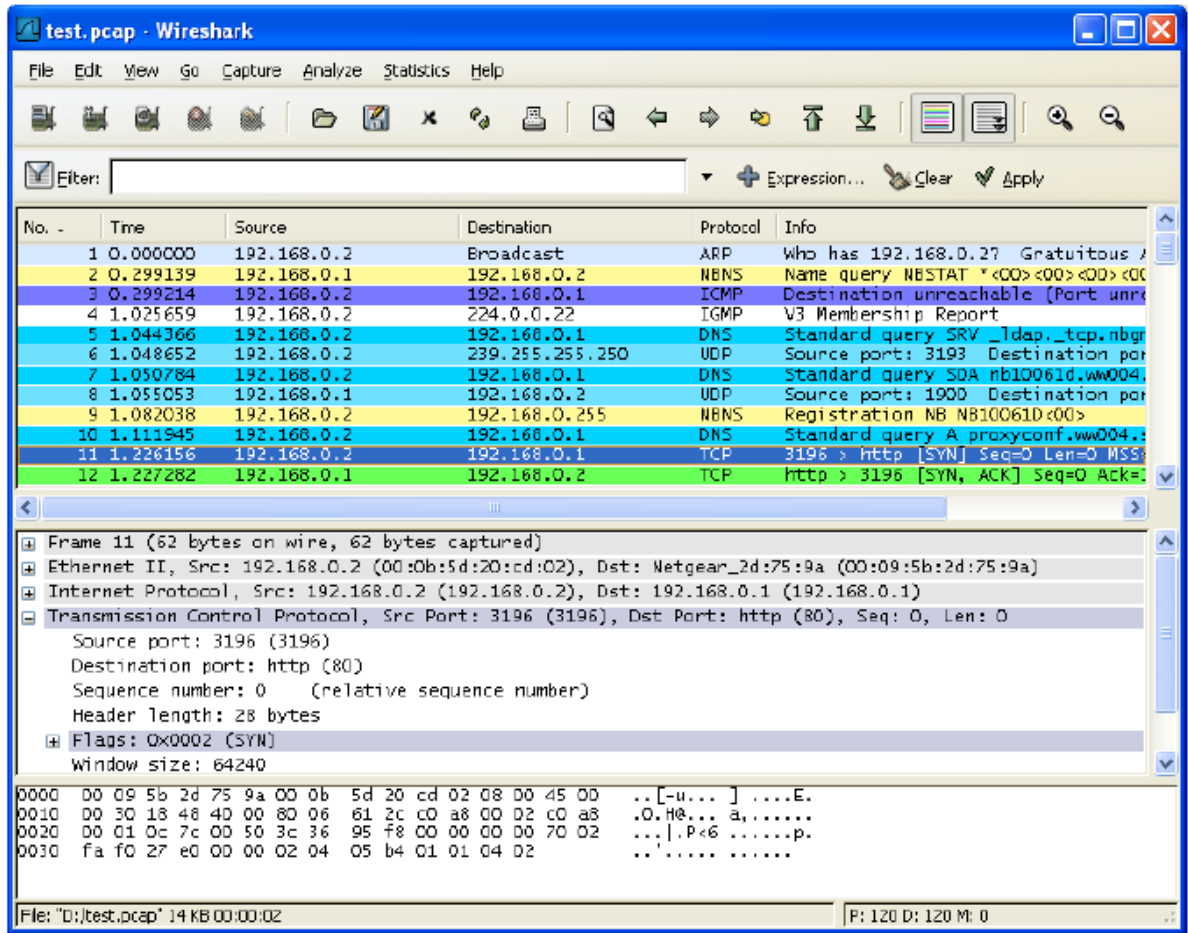 test.pcap - Wireshark
File Edit View Go Capture Analyze Statistics Help
Filter: Expression... Clear Apply
No. - Time Source Destination Protocol Info
1 0.000000 192.168.0.2 Broadcast ARP Who has 192.168.0.2? Gratuitous
2 0.299139 192.168.0.1 192.168.0.2 NBNS Name query NBSTAT *<00><00><00><00
3 0.299214 192.168.0.2 192.168.0.1 ICMP Destination unreachable (Port unre
4 1.025659 192.168.0.2 224.0.0.22 IGMP V3 Membership Report
5 1.044366 192.168.0.2 192.168.0.1 DNS Standard query SRV _ldap._tcp.nbgr
6 1.048652 192.168.0.2 239.255.255.250 UDP Source port: 3193 Destination por
7 1.050784 192.168.0.2 192.168.0.1 DNS Standard query SOA nb10061d.ww004.
8 1.055053 192.168.0.1 192.168.0.2 UDP Source port: 1900 Destination por
9 1.082038 192.168.0.2 192.168.0.255 NBNS Registration NB NB10061D<00>
10 1.111945 192.168.0.2 192.168.0.1 DNS Standard query A proxyconf.ww004.
11 1.226156 192.168.0.2 192.168.0.1 TCP 3196 > http [SYN] Seq=0 Len=0 MSS
12 1.227282 192.168.0.1 192.168.0.2 TCP http > 3196 [SYN, ACK] Seq=0 Ack=1
Frame 11 (62 bytes on wire, 62 bytes captured)
Ethernet II, Src: 192.168.0.2 (00:0b:5d:20:cd:02), Dst: Netgear_2d:75:9a (00:09:5b:2d:75:9a)
Internet Protocol, Src: 192.168.0.2 (192.168.0.2), Dst: 192.168.0.1 (192.168.0.1)
Transmission Control Protocol, Src Port: 3196 (3196), Dst Port: http (80), Seq: 0, Len: 0
Source port: 3196 (3196)
Destination port: http (80)
Sequence number: 0 (relative sequence number)
Header length: 28 bytes
Flags: 0x0002 (SYN)
Window size: 64240
0000 00 09 5b 2d 75 9a 00 0b 5d 20 cd 02 08 00 45 00 ..[-u... ] ....E.
0010 00 30 18 48 40 00 80 06 61 2c c0 a8 00 02 c0 a8 .0.H@... a,......
0020 00 01 0c 7c 00 50 3c 36 95 f8 00 00 00 00 70 02 ...|.P<6 ......p.
0030 fa f0 27 e0 00 00 02 04 05 b4 01 01 04 02 ..'..... ......
File: "D:/test.pcap" 14 KB 00:00:02 P: 120 D: 120 M: 0